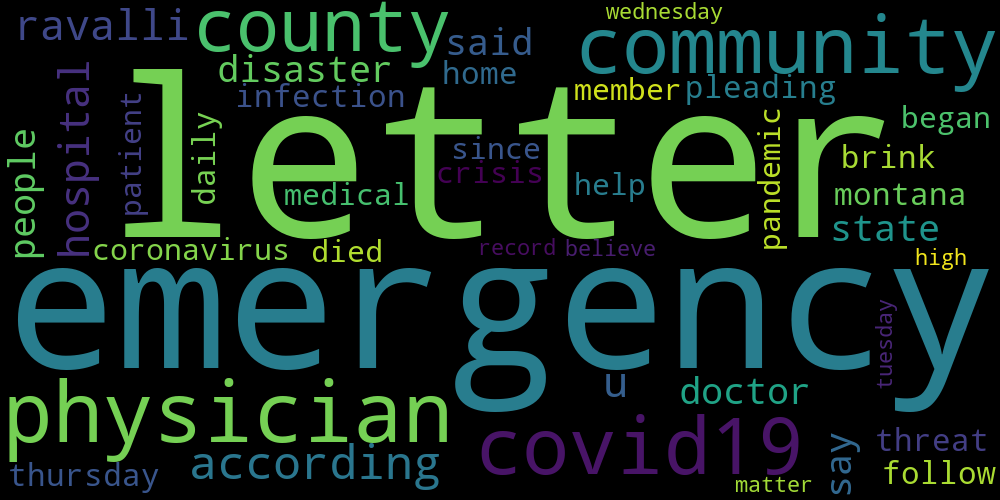 wednesday
ravalli
county
community
said
disaster
home
infection
member
pleading
began
hospital
patient
daily
letter
people
since
crisis
medical
help
pandemic
brink
montana
state
coronavirus
died
record
believe
high
emergency
tuesday
physician
u
doctor
covid19
according
thursday
matter
say
threat
follow